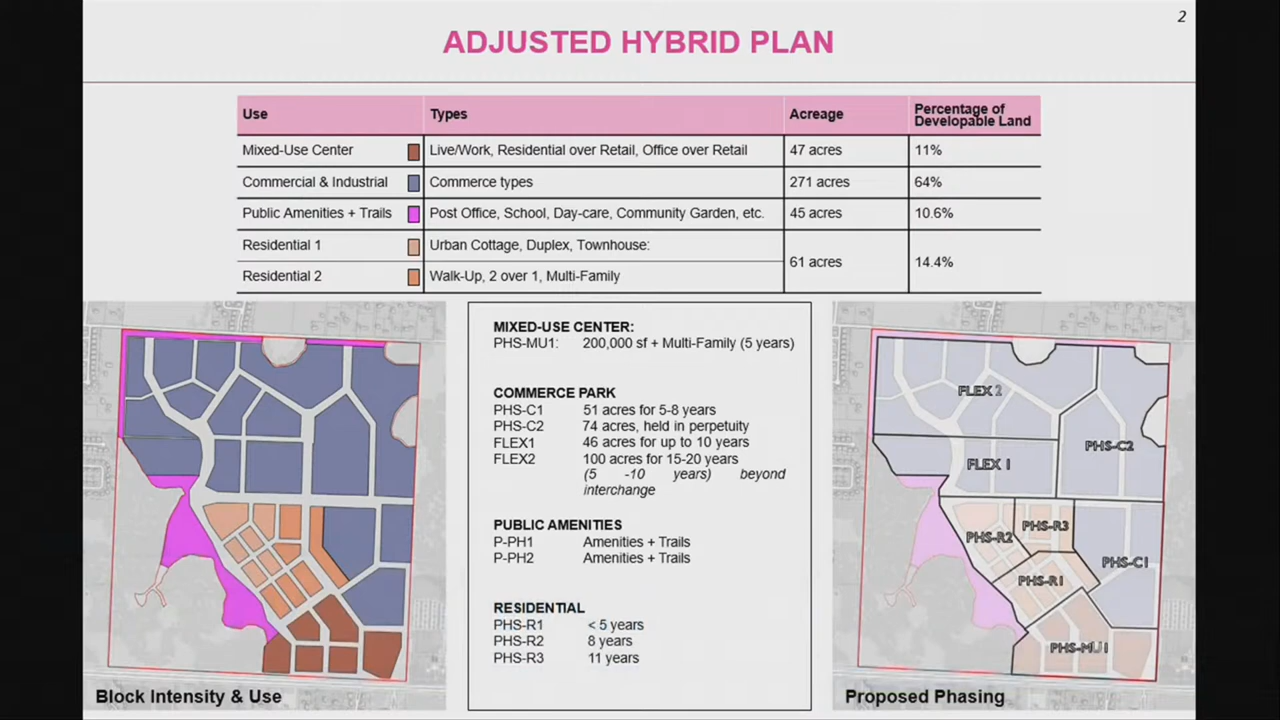 2
ADJUSTED HYBRID PLAN
Use Types Acreage Percentage of Developable Land
Mixed-Use Center Live/Work, Residential over Retail, Office over Retail 47 acres 11%
Commercial & Industrial Commerce types 271 acres 64%
Public Amenities + Trails Post Office, School, Day-care, Community Garden, etc. 45 acres 10.6%
Residential 1 Urban Cottage, Duplex, Townhouse:
61 acres 14.4%
Residential 2 Walk-Up, 2 over 1, Multi-Family
Block Intensity & Use
MIXED-USE CENTER:
PHS-MU1: 200,000 sf + Multi-Family (5 years)
COMMERCE PARK
PHS-C1 51 acres for 5-8 years
PHS-C2 74 acres, held in perpetuity
FLEX1 46 acres for up to 10 years
FLEX2 100 acres for 15-20 years
(5 -10 years) beyond
interchange
PUBLIC AMENITIES
P-PH1 Amenities + Trails
P-PH2 Amenities + Trails
RESIDENTIAL
PHS-R1 < 5 years
PHS-R2 8 years
PHS-R3 11 years
FLEX 2
PHS-C2
FLEX 1
PHS-R3
PHS-R2
PHS-C1
PHS-R1
PHS-MU1
Proposed Phasing